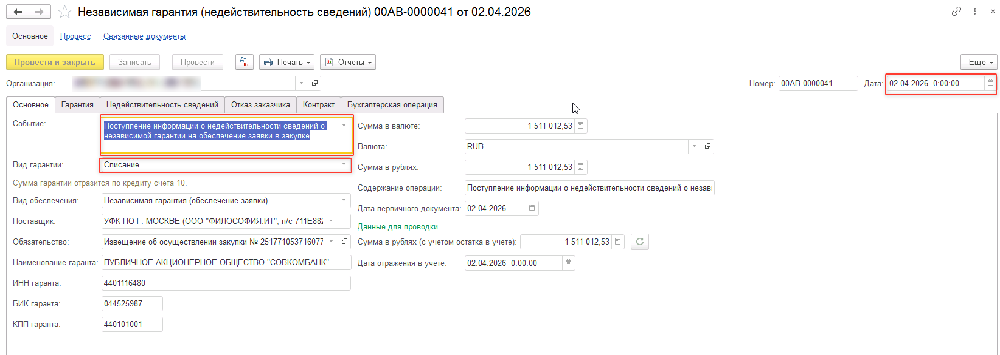 Независимая гарантия (недействительность сведений) 00АВ-0000041 от 02.04.2026
Основное Процесс Связанные документы
Провести и закрыть Записать Провести Дт Кт Печать Отчеты Еще
Организация: Номер: 00АВ-0000041 Дата: 02.04.2026 0:00:00
Основное Гарантия Недействительность сведений Отказ заказчика Контракт Бухгалтерская операция
Событие: Поступление информации о недействительности сведений о
независимой гарантии на обеспечение заявки в закупке
Вид гарантии: Списание
Сумма гарантии отразится по кредиту счета 10.
Вид обеспечения: Независимая гарантия (обеспечение заявки)
Поставщик: УФК ПО Г. МОСКВЕ (ООО "ФИЛОСОФИЯ.ИТ", л/с 711Е882
Обязательство: Извещение об осуществлении закупки № 251771053716077
Наименование гаранта: ПУБЛИЧНОЕ АКЦИОНЕРНОЕ ОБЩЕСТВО "СОВКОМБАНК"
ИНН гаранта: 4401116480
БИК гаранта: 044525987
КПП гаранта: 440101001
Сумма в валюте: 1 511 012,53
Валюта: RUB
Сумма в рублях: 1 511 012,53
Содержание операции: Поступление информации о недействительности сведений о незави
Дата первичного документа: 02.04.2026
Данные для проводки
Сумма в рублях (с учетом остатка в учете): 1 511 012,53
Дата отражения в учете: 02.04.2026 0:00:00